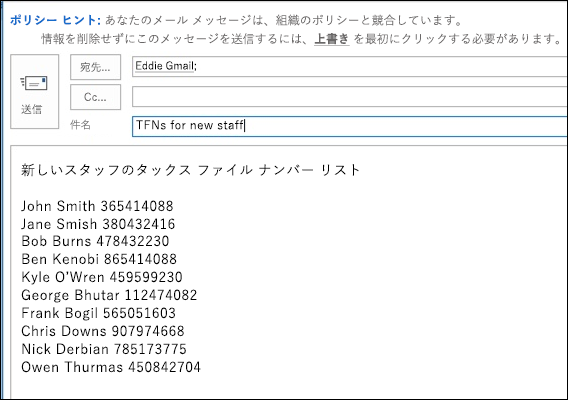 ポリシー ヒント: あなたのメール メッセージは、組織のポリシーと競合しています。
情報を削除せずにこのメッセージを送信するには、上書き を最初にクリックする必要があります。
送信
宛先... Eddie Gmail;
Cc...
件名 TFNs for new staff
新しいスタッフのタックス ファイル ナンバー リスト
John Smith 365414088
Jane Smish 380432416
Bob Burns 478432230
Ben Kenobi 865414088
Kyle O'Wren 459599230
George Bhutar 112474082
Frank Bogil 565051603
Chris Downs 907974668
Nick Derbian 785173775
Owen Thurmas 450842704